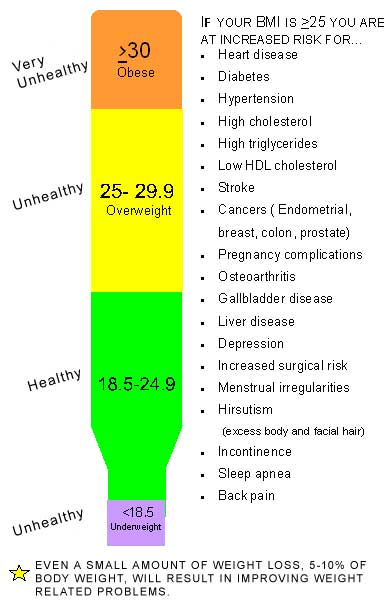 IF YOUR BMI IS ≥25 YOU ARE
AT INCREASED RISK FOR...
Very
Unhealthy
≥30
Obese
Unhealthy
25- 29.9
Overweight
Healthy
18.5-24.9
Unhealthy
<18.5
Underweight
• Heart disease
• Diabetes
• Hypertension
• High cholesterol
• High triglycerides
• Low HDL cholesterol
• Stroke
• Cancers ( Endometrial,
breast, colon, prostate)
• Pregnancy complications
• Osteoarthritis
• Gallbladder disease
• Liver disease
• Depression
• Increased surgical risk
• Menstrual irregularities
• Hirsutism
(excess body and facial hair)
• Incontinence
• Sleep apnea
• Back pain
EVEN A SMALL AMOUNT OF WEIGHT LOSS, 5-10% OF
BODY WEIGHT, WILL RESULT IN IMPROVING WEIGHT
RELATED PROBLEMS.